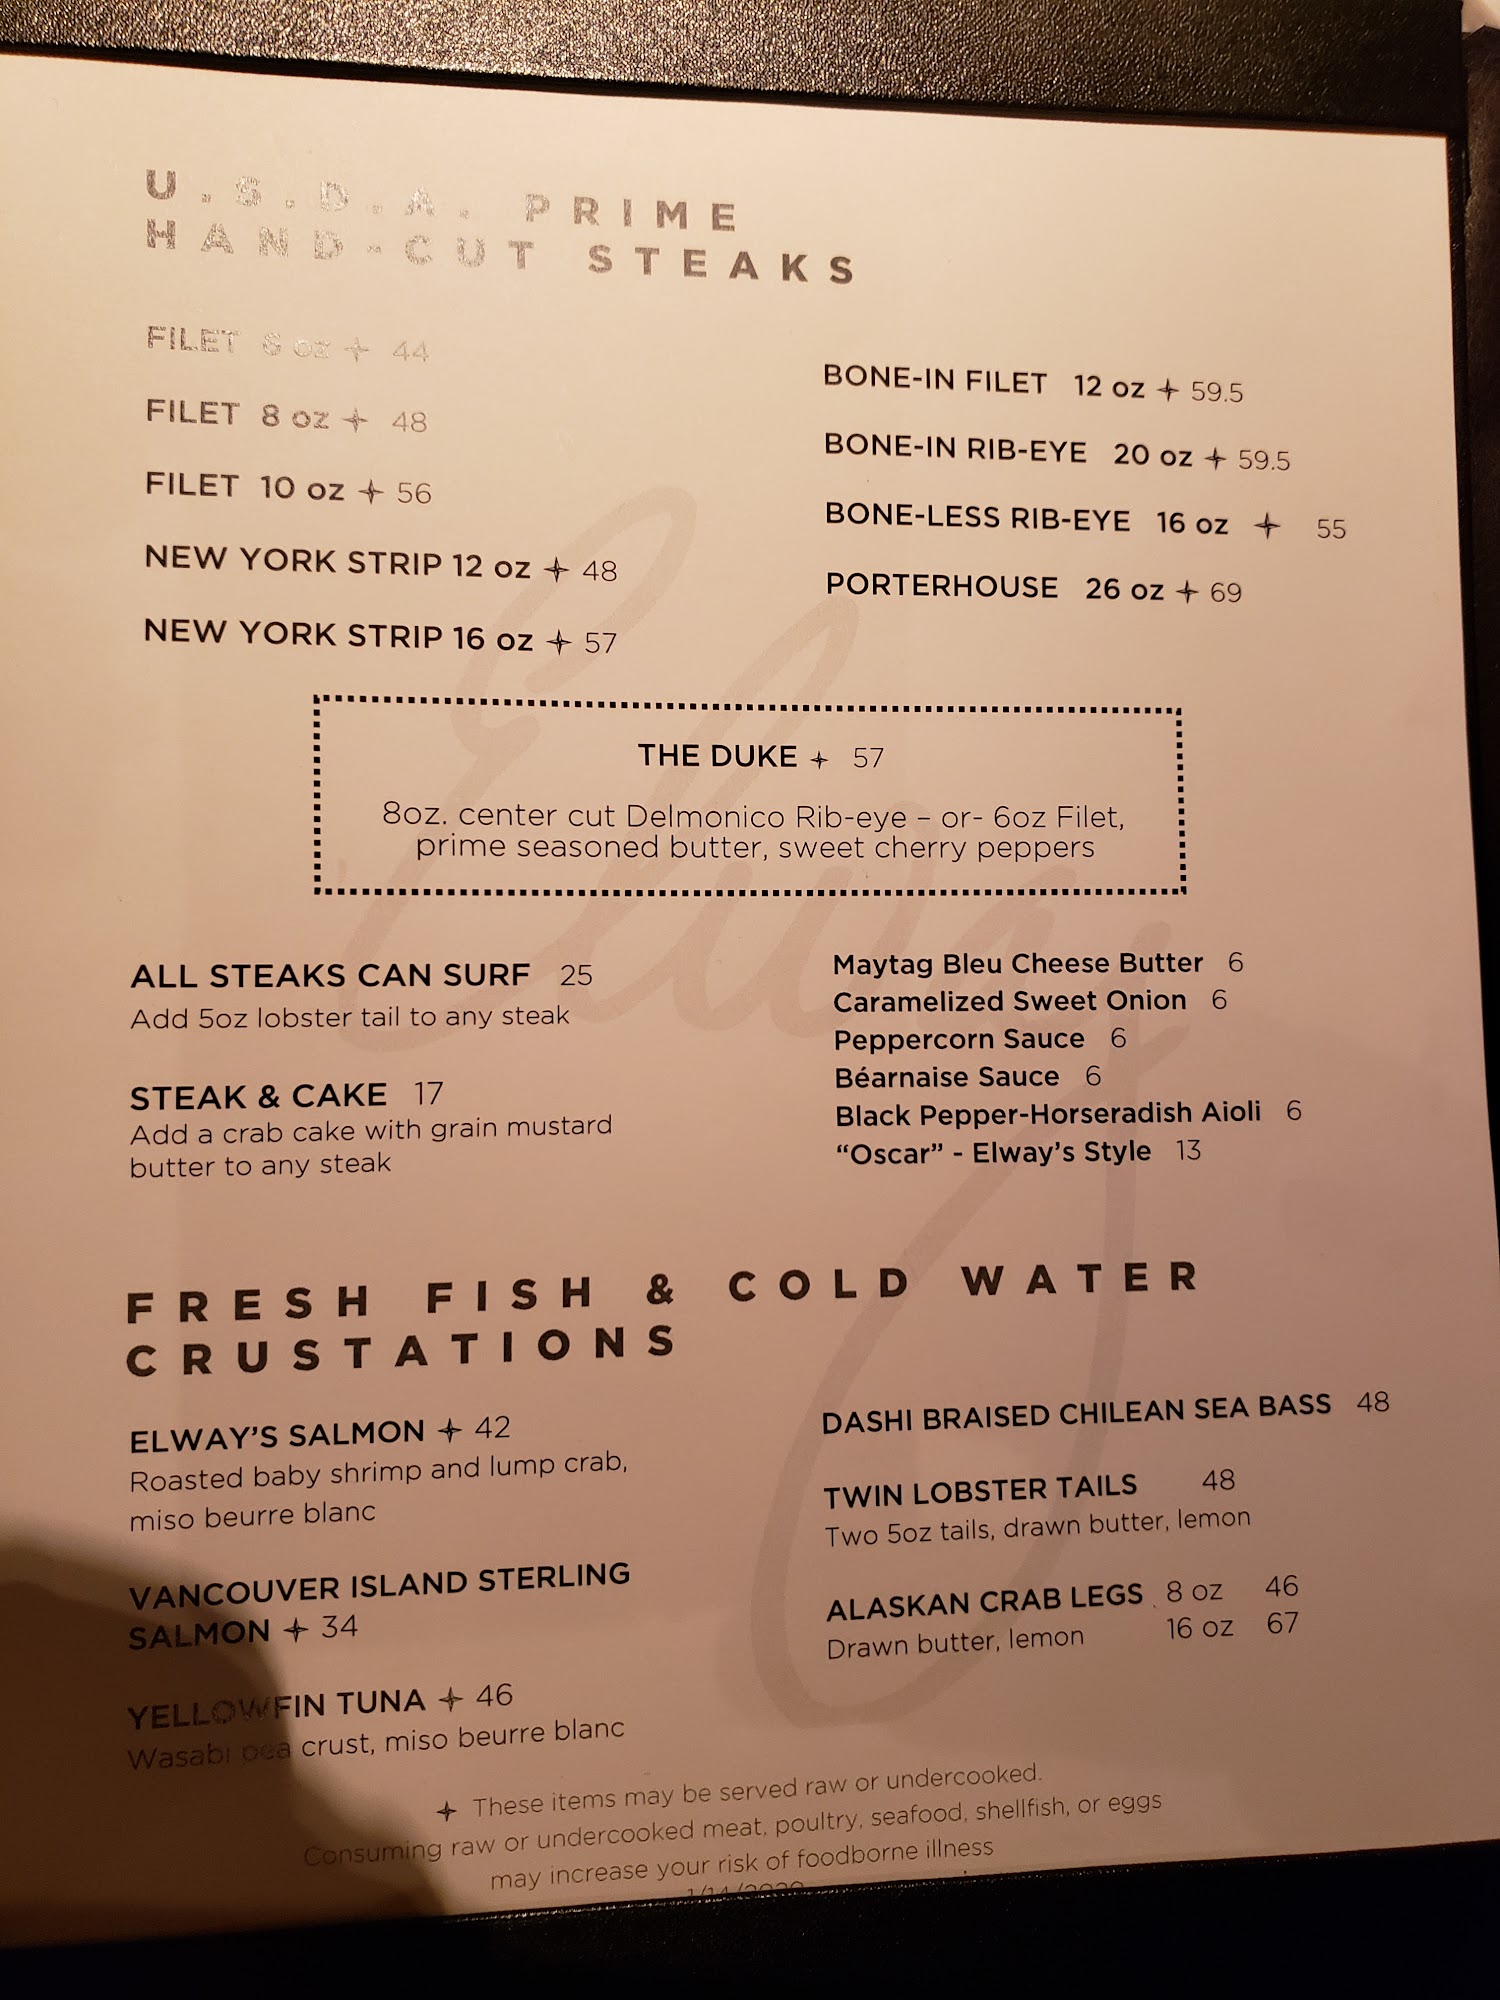 U.S.D.A. PRIME
HAND-CUT STEAKS
FILET 6 oz ✦ 44
FILET 8 oz ✦ 48
FILET 10 oz ✦ 56
NEW YORK STRIP 12 oz ✦ 48
NEW YORK STRIP 16 oz ✦ 57
BONE-IN FILET 12 oz ✦ 59.5
BONE-IN RIB-EYE 20 oz ✦ 59.5
BONE-LESS RIB-EYE 16 oz ✦ 55
PORTERHOUSE 26 oz ✦ 69
THE DUKE ✦ 57
8oz. center cut Delmonico Rib-eye – or- 6oz Filet,
prime seasoned butter, sweet cherry peppers
Elway
ALL STEAKS CAN SURF 25
Add 5oz lobster tail to any steak
STEAK & CAKE 17
Add a crab cake with grain mustard
butter to any steak
Maytag Bleu Cheese Butter 6
Caramelized Sweet Onion 6
Peppercorn Sauce 6
Béarnaise Sauce 6
Black Pepper-Horseradish Aioli 6
“Oscar” - Elway's Style 13
FRESH FISH & COLD WATER
CRUSTATIONS
ELWAY'S SALMON ✦ 42
Roasted baby shrimp and lump crab,
miso beurre blanc
VANCOUVER ISLAND STERLING
SALMON ✦ 34
YELLOWFIN TUNA ✦ 46
Wasabi pea crust, miso beurre blanc
DASHI BRAISED CHILEAN SEA BASS 48
TWIN LOBSTER TAILS 48
Two 5oz tails, drawn butter, lemon
ALASKAN CRAB LEGS 8 oz 46
Drawn butter, lemon 16 oz 67
✦ These items may be served raw or undercooked.
Consuming raw or undercooked meat, poultry, seafood, shellfish, or eggs
may increase your risk of foodborne illness
1/14/2020